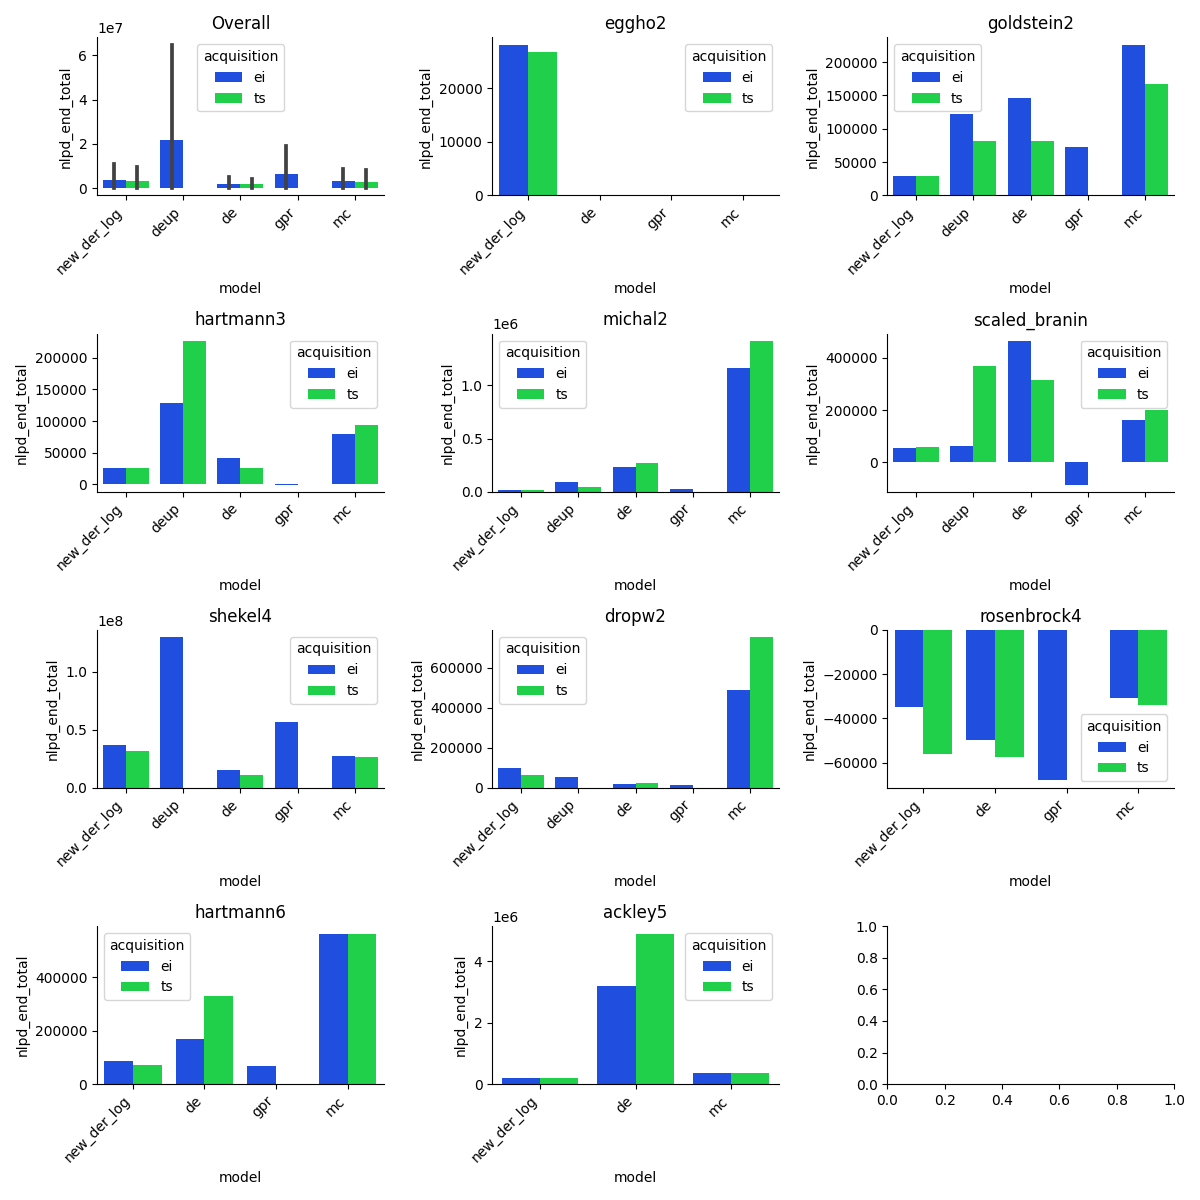 Overall
1e7
nlpd_end_total
6
4
2
0
acquisition
ei
ts
new_der_log
deup
de
gpr
mc
model
eggho2
nlpd_end_total
20000
10000
0
acquisition
ei
ts
new_der_log
de
gpr
mc
model
goldstein2
nlpd_end_total
200000
150000
100000
50000
0
acquisition
ei
ts
new_der_log
deup
de
gpr
mc
model
hartmann3
nlpd_end_total
200000
150000
100000
50000
0
acquisition
ei
ts
new_der_log
deup
de
gpr
mc
model
michal2
1e6
nlpd_end_total
1.0
0.5
0.0
acquisition
ei
ts
new_der_log
deup
de
gpr
mc
model
scaled_branin
nlpd_end_total
400000
200000
0
acquisition
ei
ts
new_der_log
deup
de
gpr
mc
model
shekel4
1e8
nlpd_end_total
1.0
0.5
0.0
acquisition
ei
ts
new_der_log
deup
de
gpr
mc
model
dropw2
nlpd_end_total
600000
400000
200000
0
acquisition
ei
ts
new_der_log
deup
de
gpr
mc
model
rosenbrock4
nlpd_end_total
0
−20000
−40000
−60000
acquisition
ei
ts
new_der_log
de
gpr
mc
model
hartmann6
nlpd_end_total
400000
200000
0
acquisition
ei
ts
new_der_log
de
gpr
mc
model
ackley5
1e6
nlpd_end_total
4
2
0
acquisition
ei
ts
new_der_log
de
mc
model
1.0
0.8
0.6
0.4
0.2
0.0
0.0 0.2 0.4 0.6 0.8 1.0